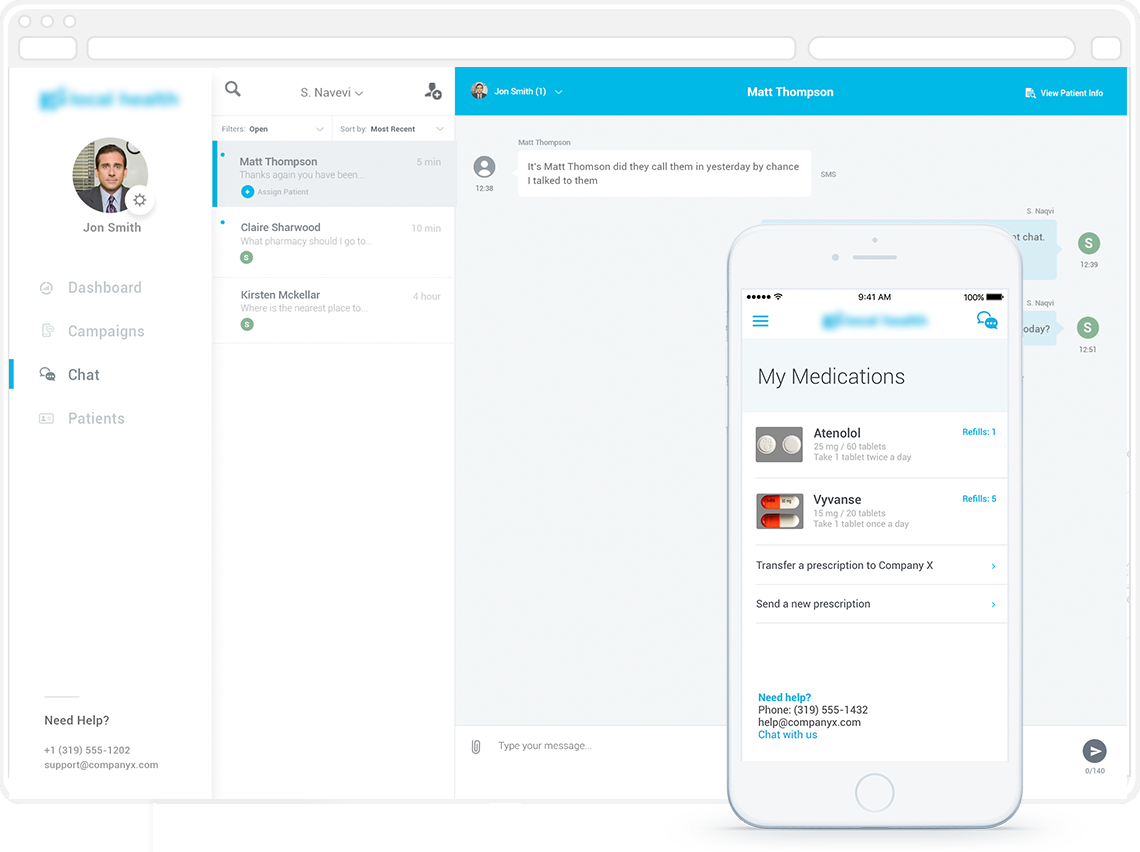 local health
Jon Smith
Dashboard
Campaigns
Chat
Patients
Need Help?
+1 (319) 555-1202
support@companyx.com
S. Navevi
Filters: Open
Sort by: Most Recent
Matt Thompson
5 min
Thanks again you have been...
Assign Patient
Claire Sharwood
10 min
What pharmacy should I go to...
S
Kirsten Mckellar
4 hour
Where is the nearest place to...
S
Jon Smith (1)
Matt Thompson
View Patient Info
Matt Thompson
It's Matt Thomson did they call them in yesterday by chance
I talked to them
SMS
12:38
S. Naqvi
chat.
S
12:39
S. Naqvi
oday?
S
12:51
Type your message...
0/140
9:41 AM
100%
local health
My Medications
Atenolol
Refills: 1
25 mg / 60 tablets
Take 1 tablet twice a day
Vyvanse
Refills: 5
15 mg / 20 tablets
Take 1 tablet once a day
Transfer a prescription to Company X
Send a new prescription
Need help?
Phone: (319) 555-1432
help@companyx.com
Chat with us